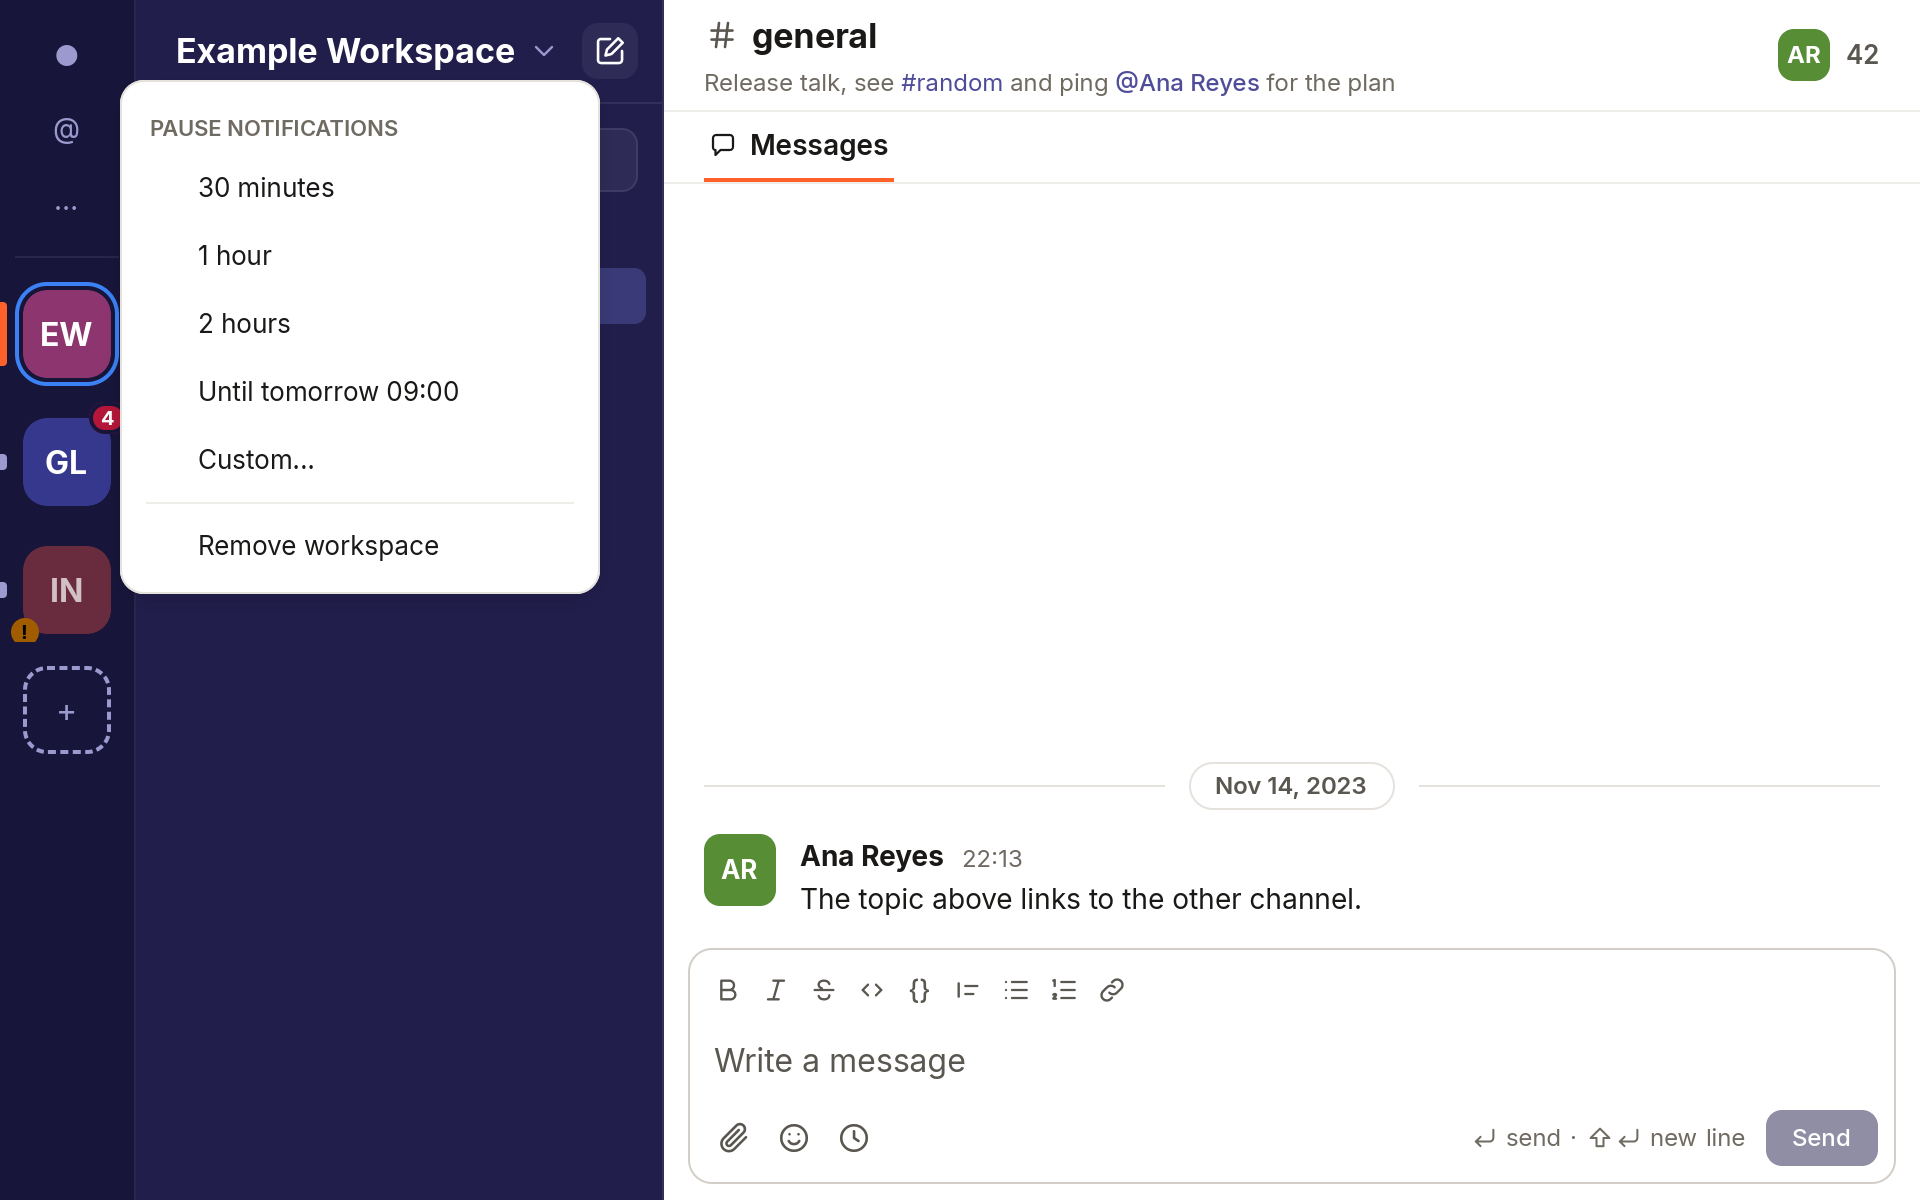 Example Workspace
@
...
PAUSE NOTIFICATIONS
30 minutes
1 hour
2 hours
Until tomorrow 09:00
Custom...
Remove workspace
EW
4
GL
IN
!
+
# general
Release talk, see #random and ping @Ana Reyes for the plan
AR 42
Messages
Nov 14, 2023
AR
Ana Reyes 22:13
The topic above links to the other channel.
Write a message
send · new line
Send